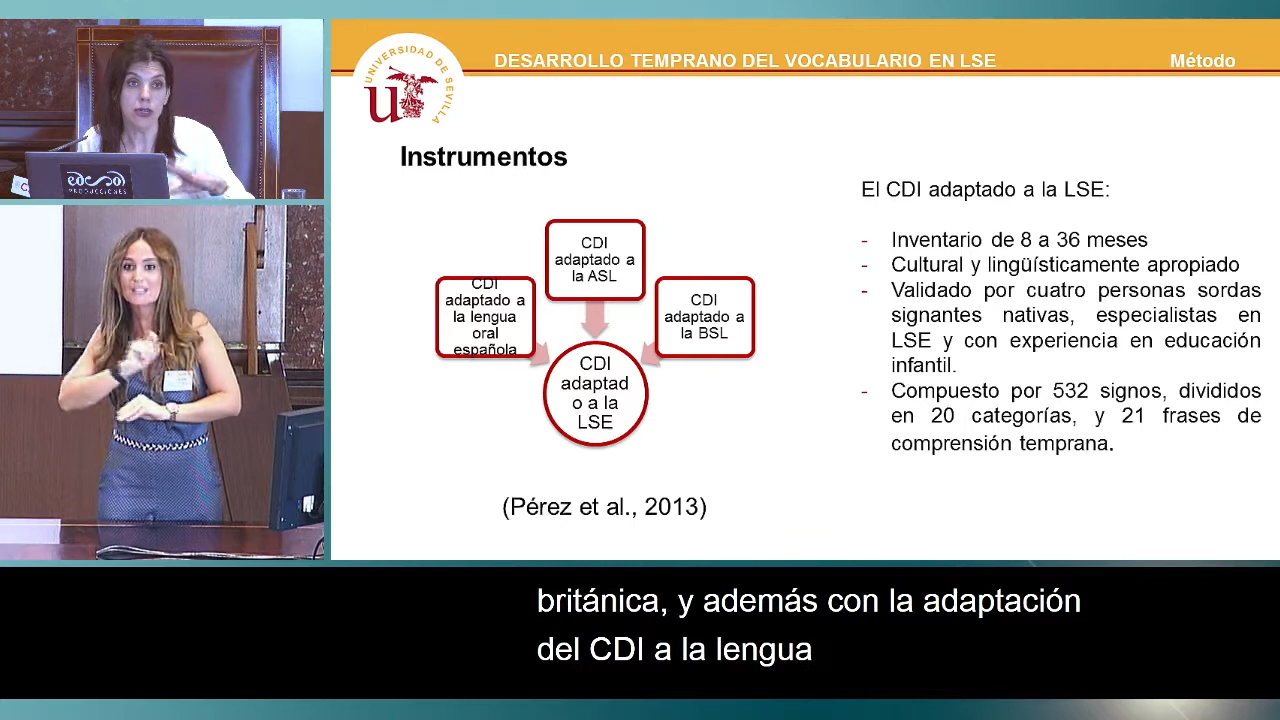 UNIVERSIDAD DE SEVILLA
DESARROLLO TEMPRANO DEL VOCABULARIO EN LSE
Método
Instrumentos
CDI
adaptado a
la ASL
CDI
adaptado a
la lengua
oral
española
CDI
adaptado a
la BSL
CDI
adaptad
o a la
LSE
(Pérez et al., 2013)
El CDI adaptado a la LSE:
- Inventario de 8 a 36 meses
- Cultural y lingüísticamente apropiado
- Validado por cuatro personas sordas
signantes nativas, especialistas en
LSE y con experiencia en educación
infantil.
- Compuesto por 532 signos, divididos
en 20 categorías, y 21 frases de
comprensión temprana.
PRODUCCIONES
británica, y además con la adaptación
del CDI a la lengua